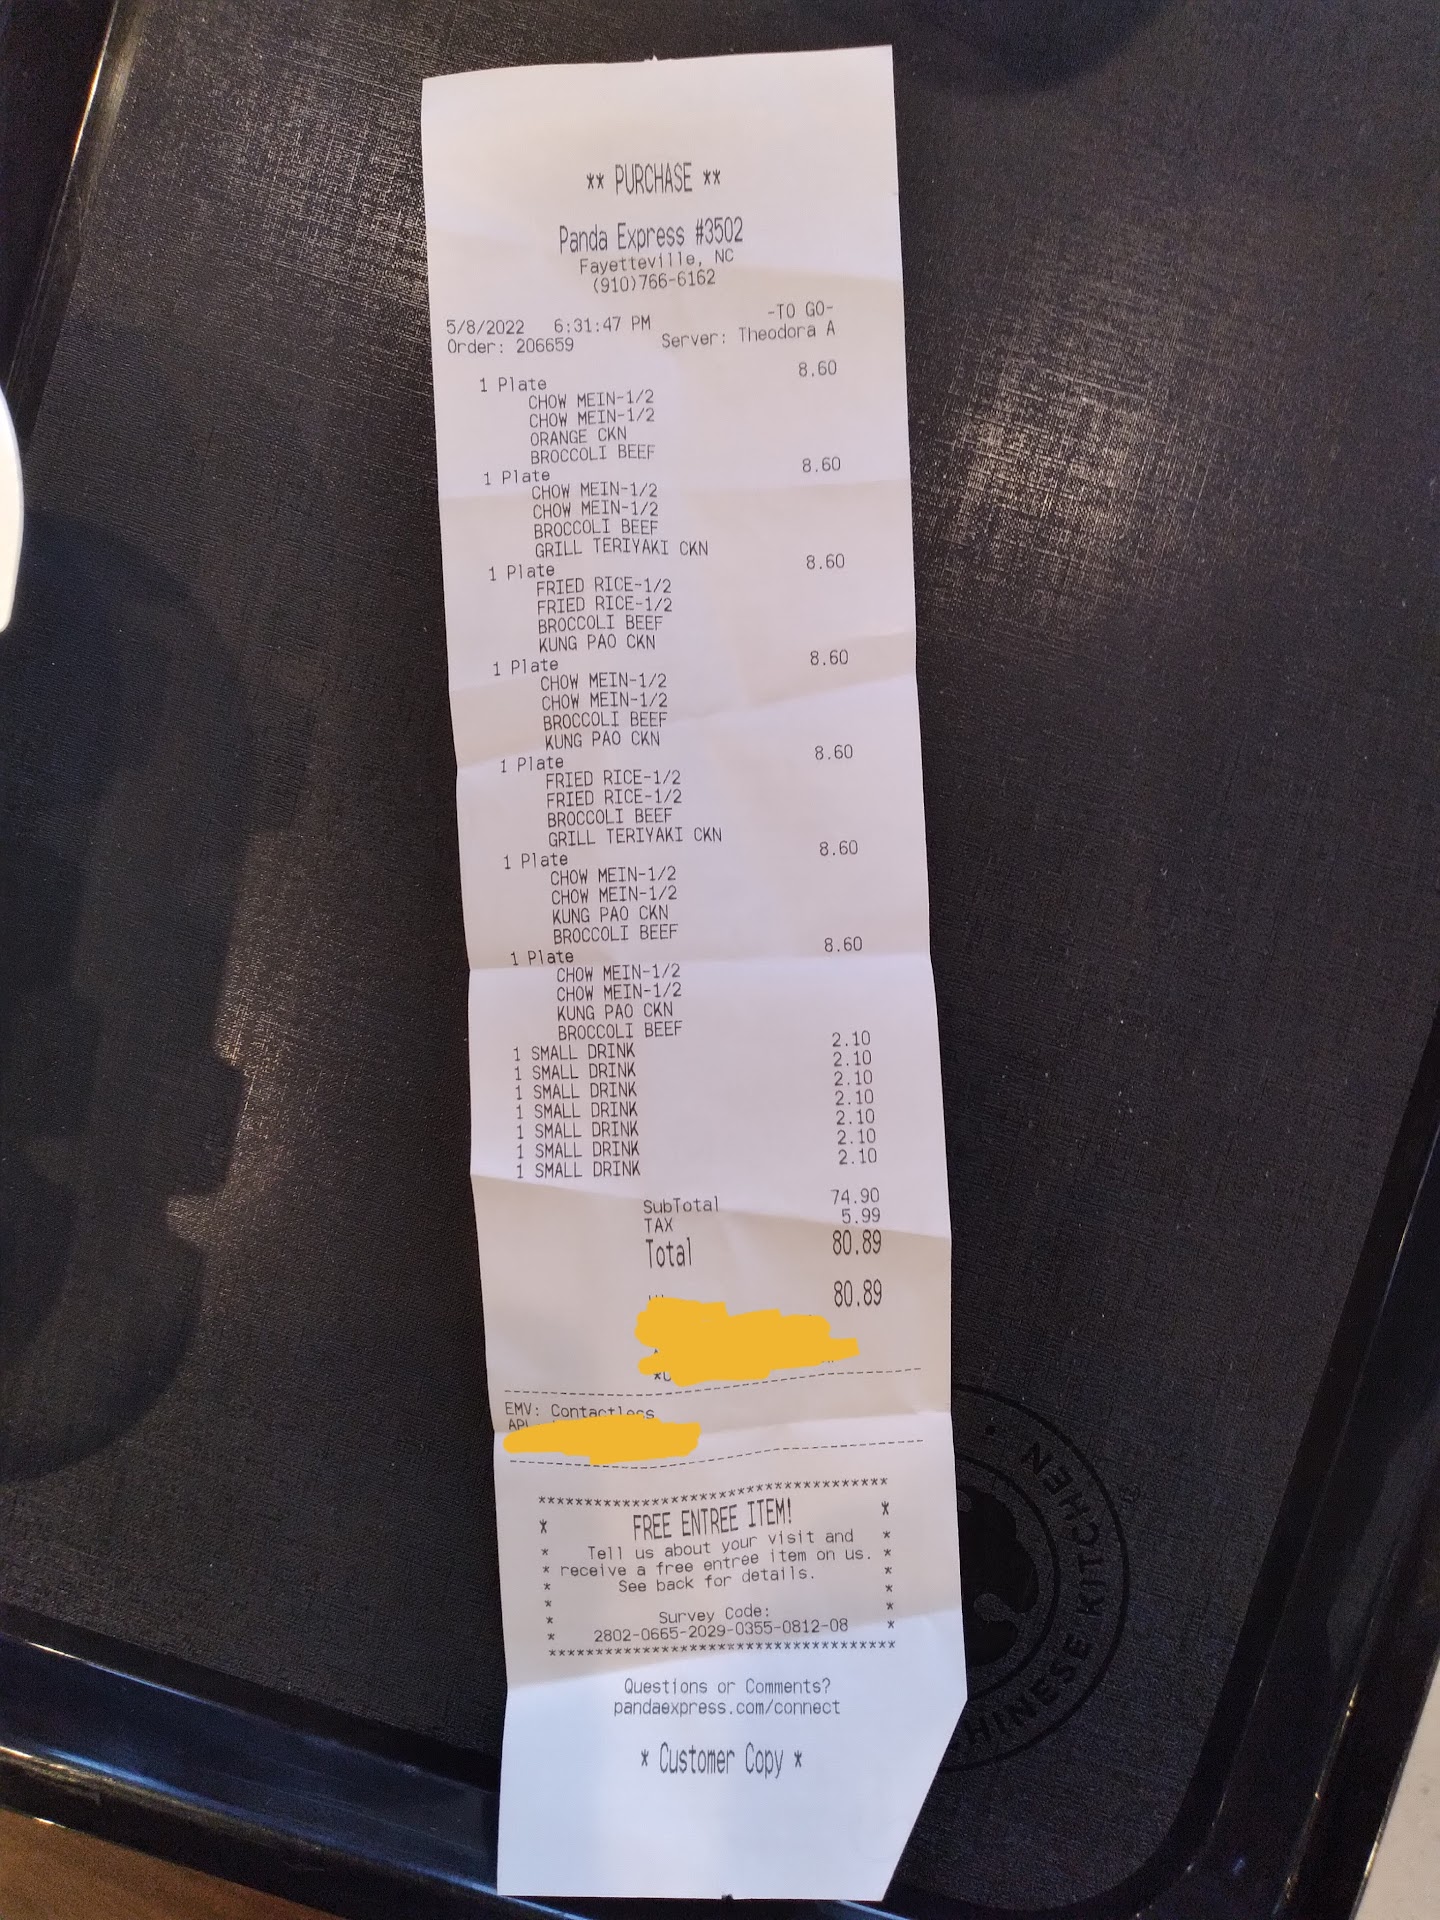 ** PURCHASE **
Panda Express #3502
Fayetteville, NC
(910)766-6162
-TO GO-
5/8/2022 6:31:47 PM
Order: 206659 Server: Theodora A
1 Plate 8.60
CHOW MEIN-1/2
CHOW MEIN-1/2
ORANGE CKN
BROCCOLI BEEF
1 Plate 8.60
CHOW MEIN-1/2
CHOW MEIN-1/2
BROCCOLI BEEF
GRILL TERIYAKI CKN
1 Plate 8.60
FRIED RICE-1/2
FRIED RICE-1/2
BROCCOLI BEEF
KUNG PAO CKN
1 Plate 8.60
CHOW MEIN-1/2
CHOW MEIN-1/2
BROCCOLI BEEF
KUNG PAO CKN
1 Plate 8.60
FRIED RICE-1/2
FRIED RICE-1/2
BROCCOLI BEEF
GRILL TERIYAKI CKN
1 Plate 8.60
CHOW MEIN-1/2
CHOW MEIN-1/2
KUNG PAO CKN
BROCCOLI BEEF
1 Plate 8.60
CHOW MEIN-1/2
CHOW MEIN-1/2
KUNG PAO CKN
BROCCOLI BEEF
1 SMALL DRINK 2.10
1 SMALL DRINK 2.10
1 SMALL DRINK 2.10
1 SMALL DRINK 2.10
1 SMALL DRINK 2.10
1 SMALL DRINK 2.10
1 SMALL DRINK 2.10
SubTotal 74.90
TAX 5.99
Total 80.89
80.89
EMV: Contactless
FREE ENTREE ITEM!
Tell us about your visit and
receive a free entree item on us.
See back for details.
Survey Code:
2802-0665-2029-0355-0812-08
Questions or Comments?
pandaexpress.com/connect
* Customer Copy *
CHINESE KITCHEN